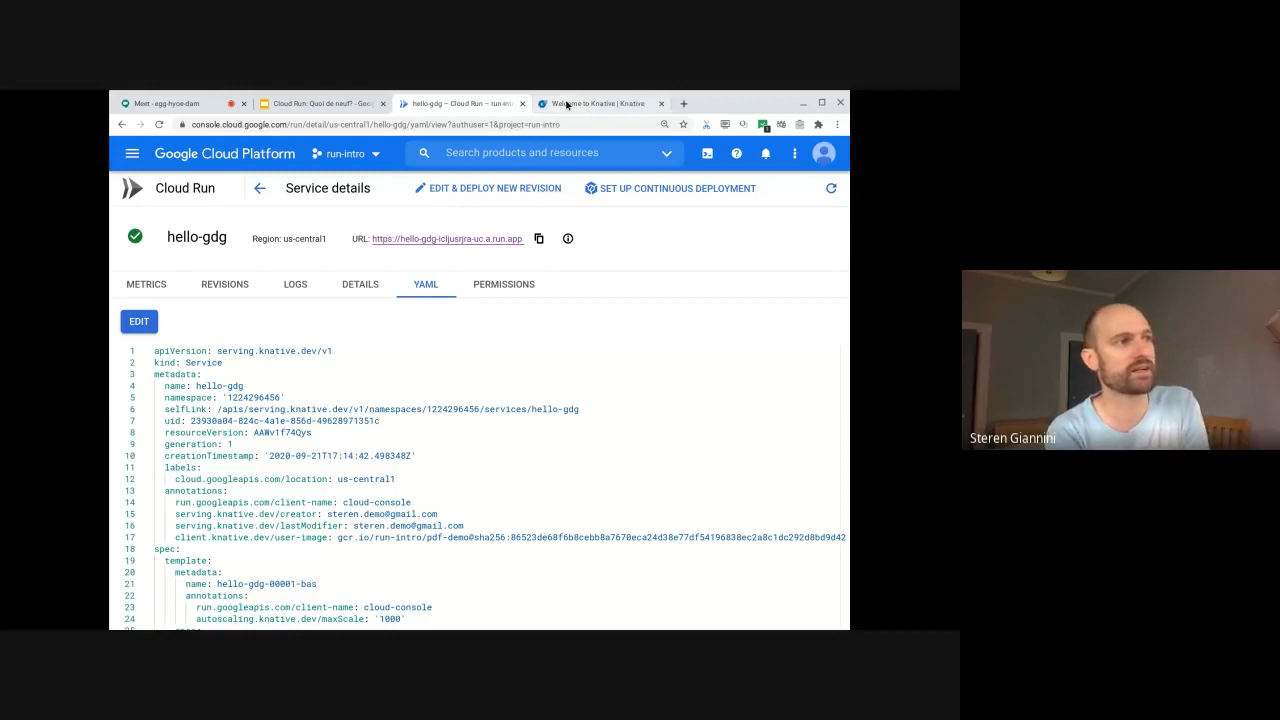 Meet - egg-hyoe-dam
Cloud Run: Quoi de neuf? - Goog
hello-gdg – Cloud Run – run-int
Welcome to Knative | Knative
console.cloud.google.com/run/detail/us-central1/hello-gdg/yaml/view?authuser=1&project=run-intro
Google Cloud Platform
run-intro
Search products and resources
Cloud Run
Service details
EDIT & DEPLOY NEW REVISION
SET UP CONTINUOUS DEPLOYMENT
hello-gdg
Region: us-central1
URL: https://hello-gdg-icljusrjra-uc.a.run.app
METRICS
REVISIONS
LOGS
DETAILS
YAML
PERMISSIONS
EDIT
1 apiVersion: serving.knative.dev/v1
2 kind: Service
3 metadata:
4 name: hello-gdg
5 namespace: '1224296456'
6 selfLink: /apis/serving.knative.dev/v1/namespaces/1224296456/services/hello-gdg
7 uid: 23930a04-824c-4a1e-856d-49628971351c
8 resourceVersion: AAWv1f74Qys
9 generation: 1
10 creationTimestamp: '2020-09-21T17:14:42.498348Z'
11 labels:
12 cloud.googleapis.com/location: us-central1
13 annotations:
14 run.googleapis.com/client-name: cloud-console
15 serving.knative.dev/creator: steren.demo@gmail.com
16 serving.knative.dev/lastModifier: steren.demo@gmail.com
17 client.knative.dev/user-image: gcr.io/run-intro/pdf-demo@sha256:86523de68f6b8cebb8a7670eca24d38e77df54196838ec2a8c1dc292d8bd9d42
18 spec:
19 template:
20 metadata:
21 name: hello-gdg-00001-bas
22 annotations:
23 run.googleapis.com/client-name: cloud-console
24 autoscaling.knative.dev/maxScale: '1000'
Steren Giannini